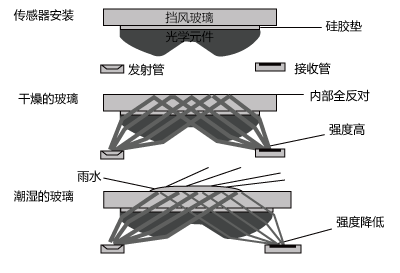 传感器安装
挡风玻璃
硅胶垫
光学元件
发射管
接收管
干燥的玻璃
内部全反对
强度高
雨水
潮湿的玻璃
强度降低